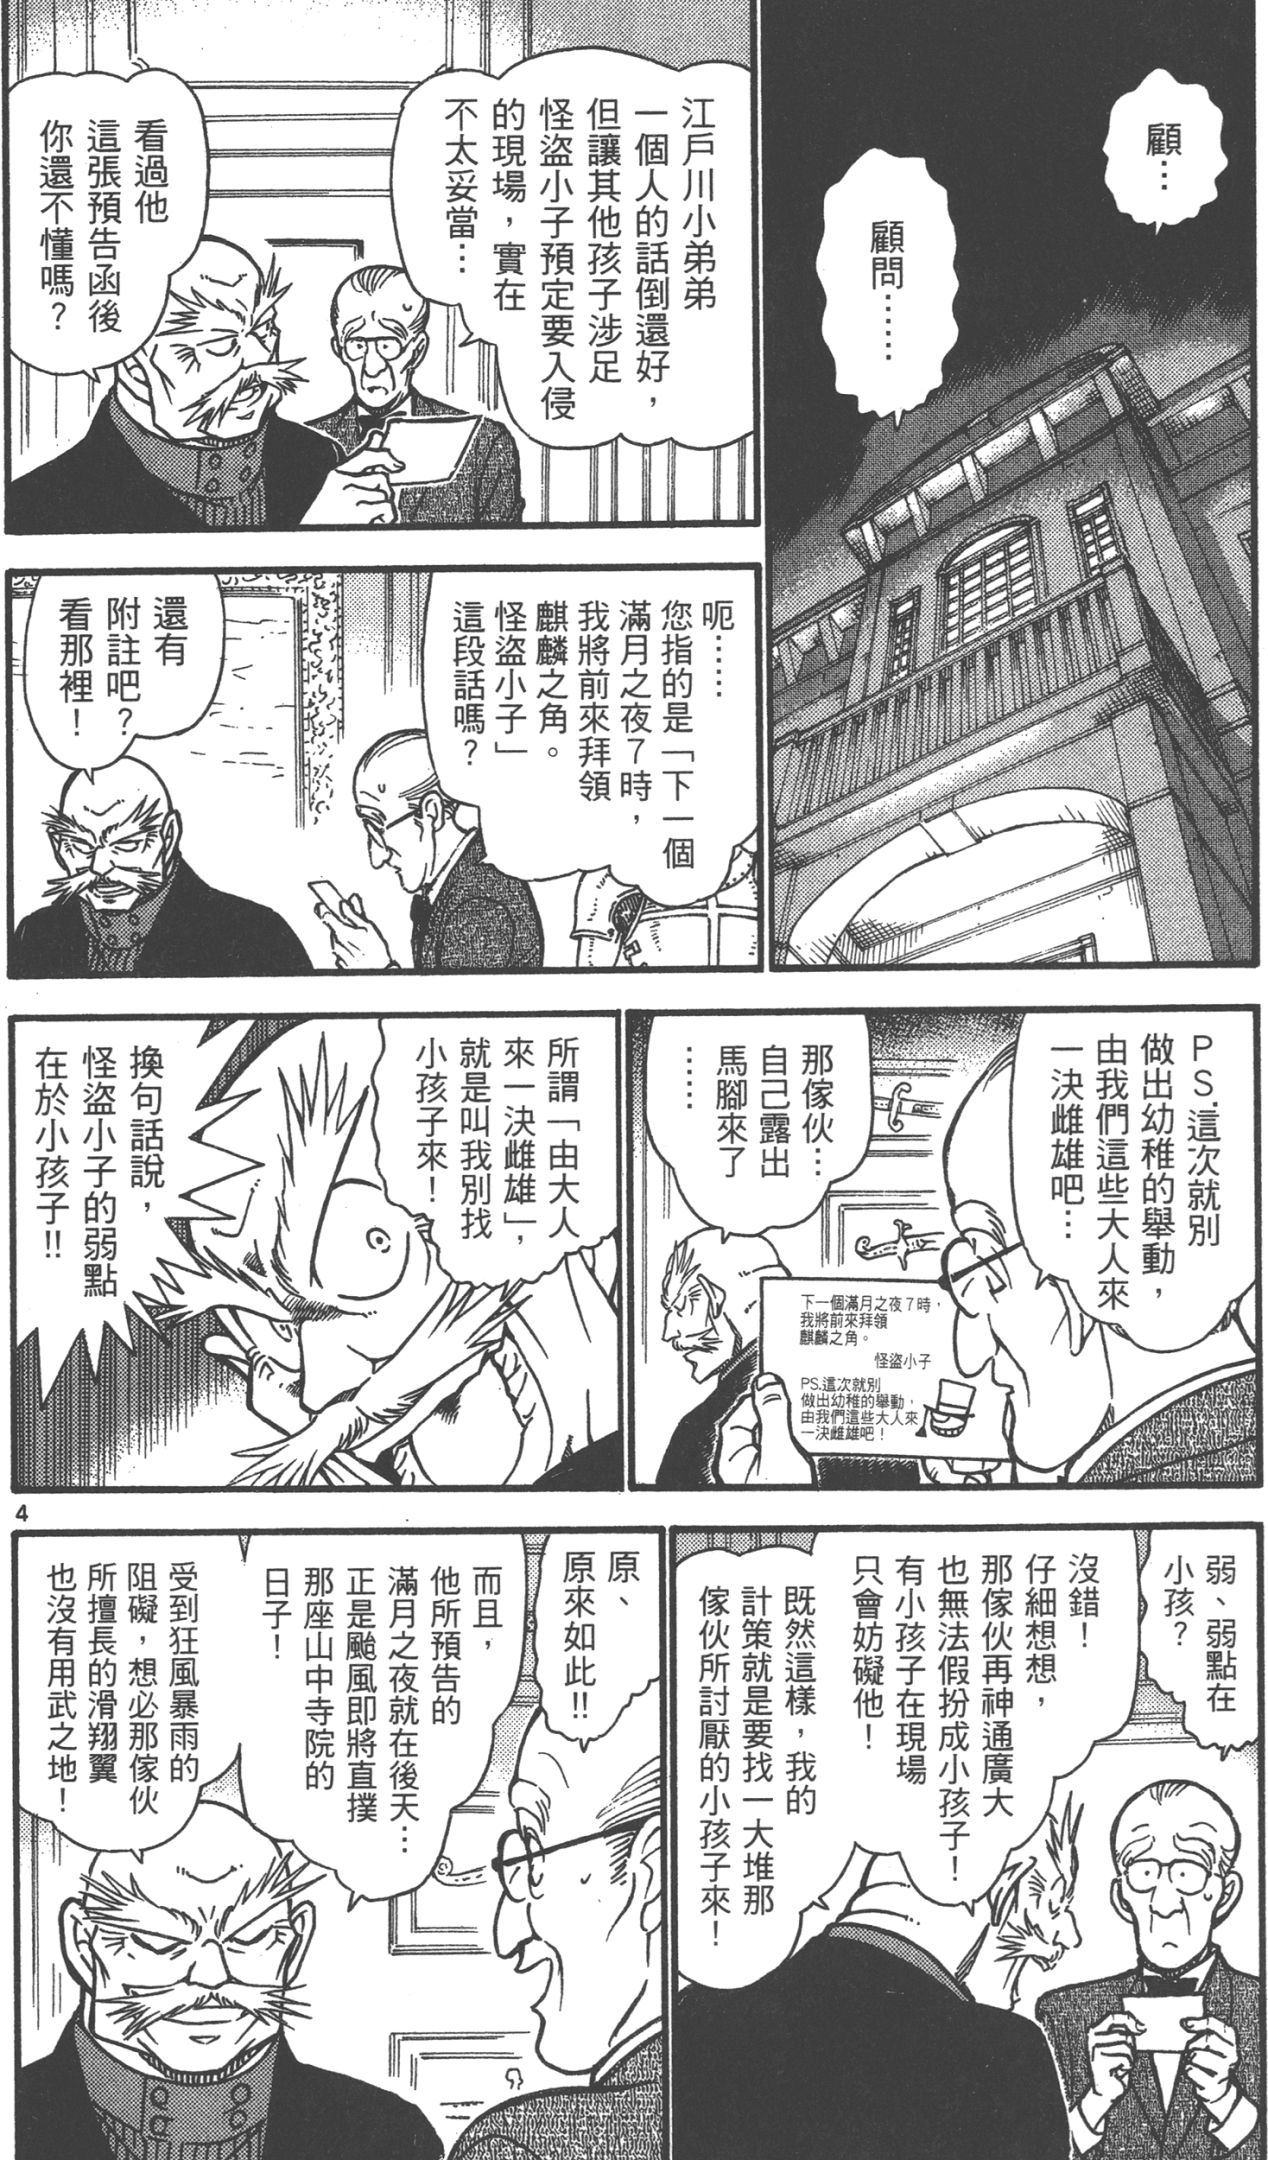 顧…
顧問……
江戶川小弟弟
一個人的話倒還好，
但讓其他孩子涉足
怪盜小子預定要入侵
的現場，實在
不太妥當…
看過他
這張預告函後
你還不懂嗎？
呃……
您指的是「下一個
滿月之夜７時，
我將前來拜領
麒麟之角。
怪盜小子」
這段話嗎？
還有
附註吧？
看那裡！
PS.這次就別
做出幼稚的舉動，
由我們這些大人來
一決雌雄吧…
那傢伙…
自己露出
馬腳來了
……
下一個滿月之夜７時，
我將前來拜領
麒麟之角。
怪盜小子
PS.這次就別
做出幼稚的舉動，
由我們這些大人來
一決雌雄吧！
所謂「由大人
來一決雌雄」，
就是叫我別找
小孩子來！
換句話說，
怪盜小子的弱點
在於小孩子!!
4
弱、弱點在
小孩？
沒錯！
仔細想想，
那傢伙再神通廣大
也無法假扮成小孩子！
有小孩子在現場
只會妨礙他！
既然這樣，我的
計策就是要找一大堆那
傢伙所討厭的小孩子來！
原、
原來如此!!
而且，
他所預告的
滿月之夜就在後天…
正是颱風即將直撲
那座山中寺院的
日子！
受到狂風暴雨的
阻礙，想必那傢伙
所擅長的滑翔翼
也沒有用武之地！